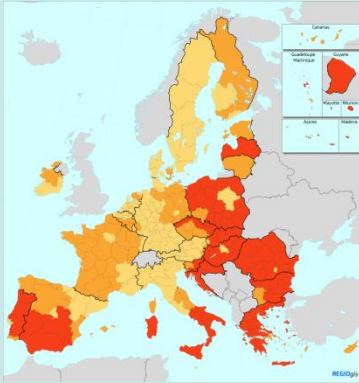 Canarias
Guadeloupe
Martinique
Guyane
Mayotte
Réunion
Açores
Madeira
REGIOgis